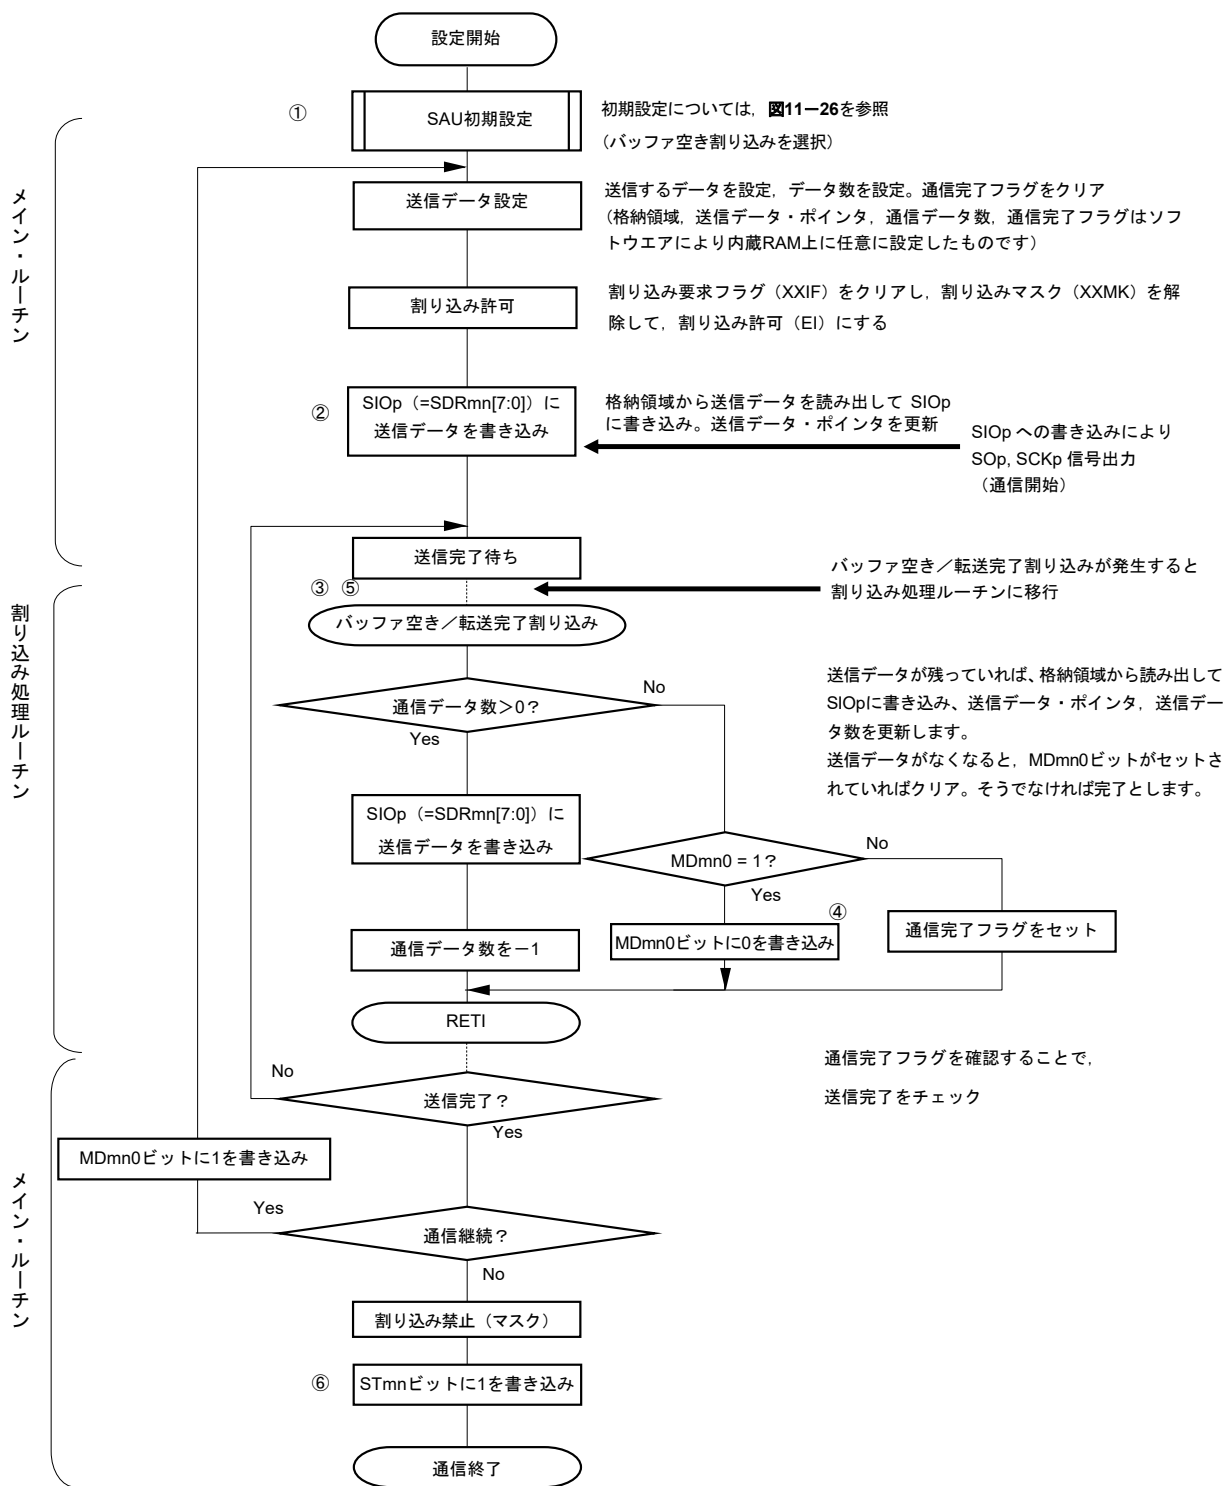 設定開始
①
SAU初期設定
初期設定については，図11－26を参照
（バッファ空き割り込みを選択）
メイン・ルーチン
送信データ設定
送信するデータを設定，データ数を設定。通信完了フラグをクリア
（格納領域，送信データ・ポインタ，通信データ数，通信完了フラグはソフ
トウエアにより内蔵RAM上に任意に設定したものです）
割り込み許可
割り込み要求フラグ（XXIF）をクリアし，割り込みマスク（XXMK）を解
除して，割り込み許可（EI）にする
②
SIOp（=SDRmn[7:0]）に
送信データを書き込み
格納領域から送信データを読み出して SIOp
に書き込み。送信データ・ポインタを更新
SIOp への書き込みにより
SOp, SCKp 信号出力
（通信開始）
送信完了待ち
③ ⑤
バッファ空き／転送完了割り込みが発生すると
割り込み処理ルーチンに移行
割り込み処理ルーチン
バッファ空き／転送完了割り込み
通信データ数＞0？
No
Yes
送信データが残っていれば、格納領域から読み出して
SIOpに書き込み、送信データ・ポインタ，送信デー
タ数を更新します。
送信データがなくなると，MDmn0ビットがセットさ
れていればクリア。そうでなければ完了とします。
SIOp（=SDRmn[7:0]）に
送信データを書き込み
MDmn0 = 1？
No
Yes
④
MDmn0ビットに0を書き込み
通信完了フラグをセット
通信データ数を－1
RETI
通信完了フラグを確認することで，
送信完了をチェック
No
送信完了？
Yes
メイン・ルーチン
MDmn0ビットに1を書き込み
Yes
通信継続？
No
割り込み禁止（マスク）
⑥
STmnビットに1を書き込み
通信終了